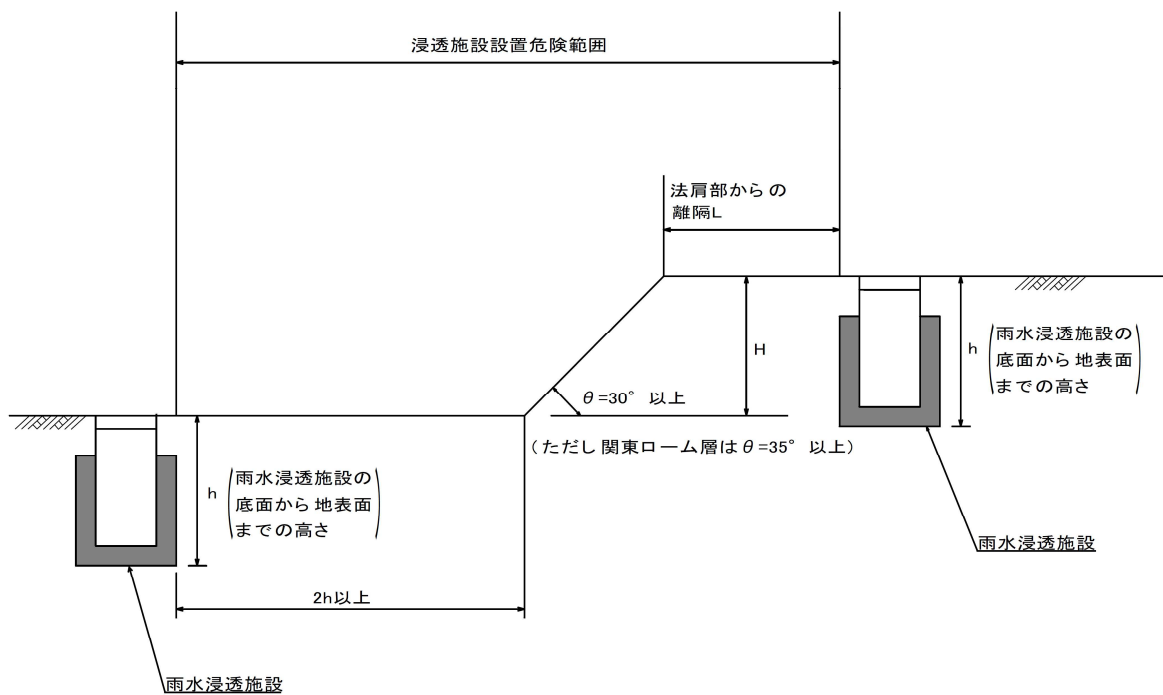 浸透施設設置危険範囲
法肩部からの
離隔L
H
h
雨水浸透施設の
底面から地表面
までの高さ
θ=30°以上
(ただし関東ローム層はθ=35°以上)
h
雨水浸透施設の
底面から地表面
までの高さ
雨水浸透施設
2h以上
雨水浸透施設